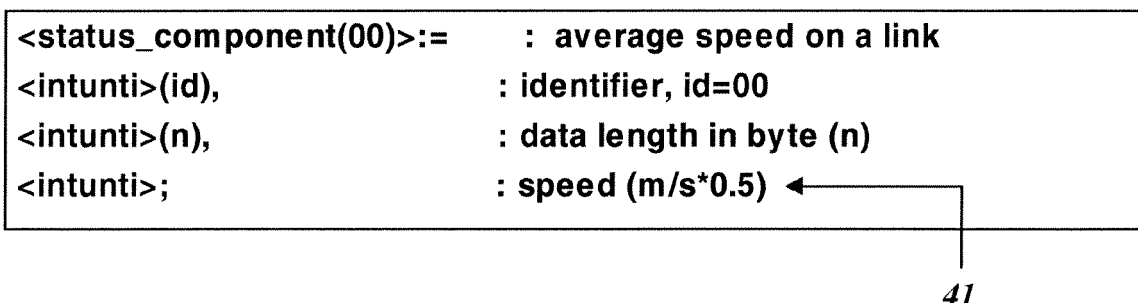 <status_component(00)>:= : average speed on a link
<intunti>(id), : identifier, id=00
<intunti>(n), : data length in byte (n)
<intunti>; : speed (m/s*0.5)
41